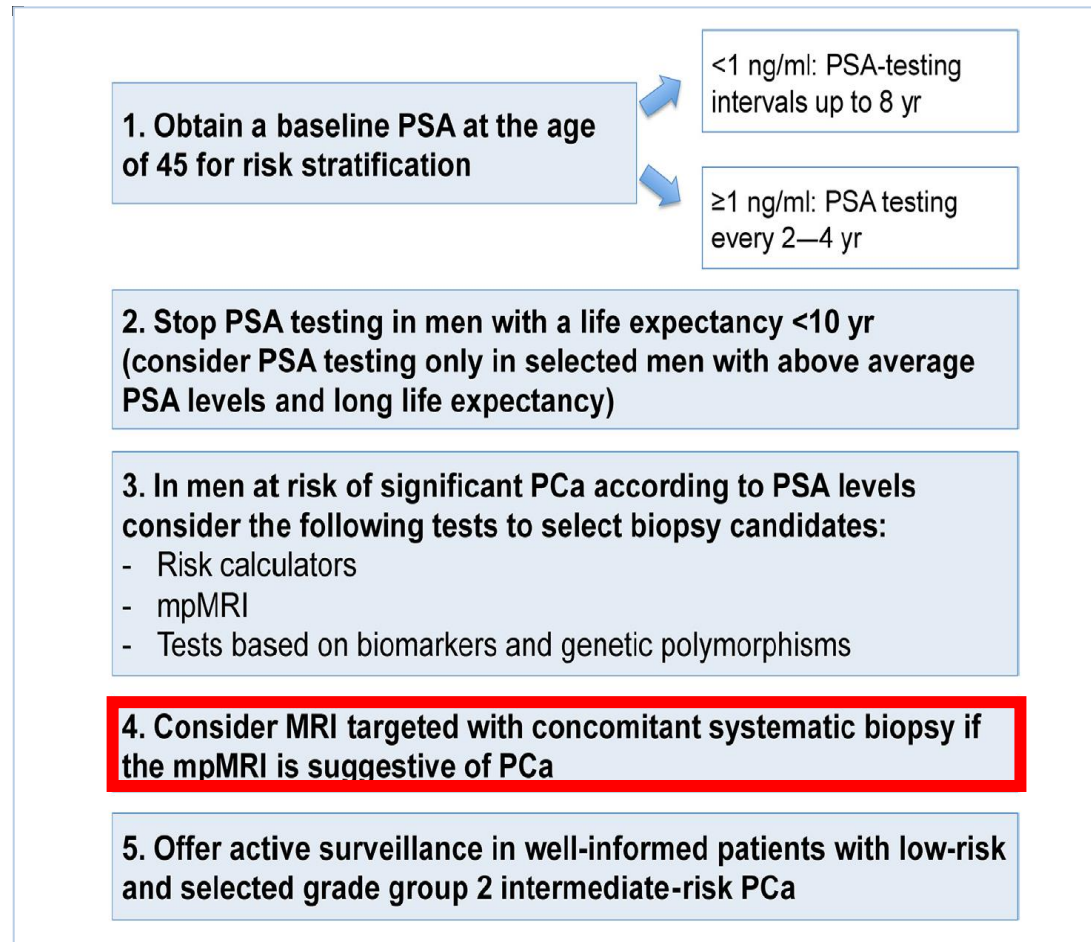 1. Obtain a baseline PSA at the age
of 45 for risk stratification
<1 ng/ml: PSA-testing
intervals up to 8 yr
≥1 ng/ml: PSA testing
every 2—4 yr
2. Stop PSA testing in men with a life expectancy <10 yr
(consider PSA testing only in selected men with above average
PSA levels and long life expectancy)
3. In men at risk of significant PCa according to PSA levels
consider the following tests to select biopsy candidates:
- Risk calculators
- mpMRI
- Tests based on biomarkers and genetic polymorphisms
4. Consider MRI targeted with concomitant systematic biopsy if
the mpMRI is suggestive of PCa
5. Offer active surveillance in well-informed patients with low-risk
and selected grade group 2 intermediate-risk PCa